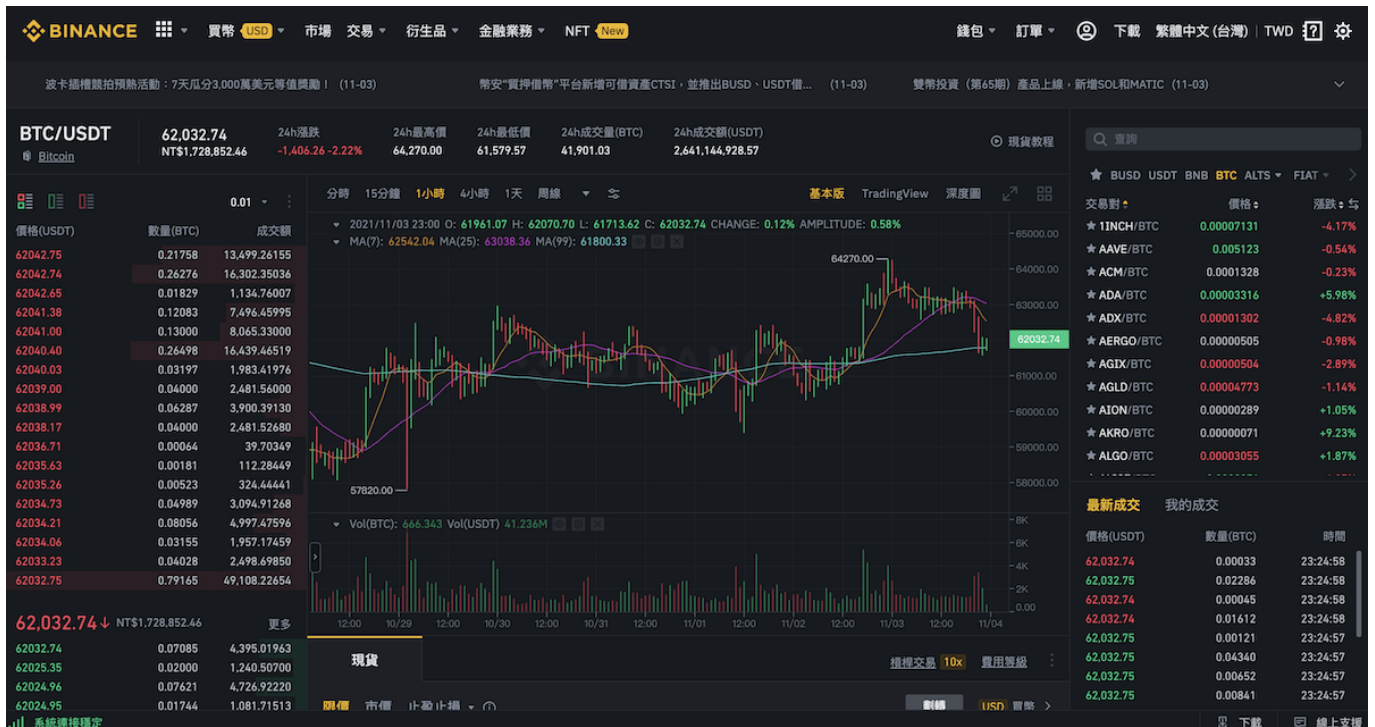 BINANCE 買幣 USD 市場 交易 衍生品 金融業務 NFT New 錢包 訂單 下載 繁體中文 (台灣) TWD
波卡插槽競拍預熱活動:7天瓜分3,000萬美元等值獎勵! (11-03) 幣安“質押借幣”平台新增可借資產CTSI,並推出BUSD、USDT借... (11-03) 雙幣投資(第65期)產品上線,新增SOL和MATIC (11-03)
BTC/USDT
Bitcoin
62,032.74
NT$1,728,852.46
24h漲跌
-1,406.26 -2.22%
24h最高價
64,270.00
24h最低價
61,579.57
24h成交量(BTC)
41,901.03
24h成交額(USDT)
2,641,144,928.57
現貨教程
0.01
價格(USDT) 數量(BTC) 成交額
62042.75 0.21758 13,499.26155
62042.74 0.26276 16,302.35036
62042.65 0.01829 1,134.76007
62041.38 0.12083 7,496.45995
62041.00 0.13000 8,065.33000
62040.40 0.26498 16,439.46519
62040.03 0.03197 1,983.41976
62039.00 0.04000 2,481.56000
62038.99 0.06287 3,900.39130
62038.17 0.04000 2,481.52680
62036.71 0.00064 39.70349
62035.63 0.00181 112.28449
62035.26 0.00523 324.44441
62034.73 0.04989 3,094.91268
62034.21 0.08056 4,997.47596
62034.06 0.03155 1,957.17459
62033.23 0.04028 2,498.69850
62032.75 0.79165 49,108.22654
62,032.74↓ NT$1,728,852.46 更多
62032.74 0.07085 4,395.01963
62025.35 0.02000 1,240.50700
62024.96 0.07621 4,726.92220
62024.95 0.01744 1,081.71513
系統連接穩定
分時 15分鐘 1小時 4小時 1天 周線 基本版 TradingView 深度圖
2021/11/03 23:00 O: 61961.07 H: 62070.70 L: 61713.62 C: 62032.74 CHANGE: 0.12% AMPLITUDE: 0.58%
MA(7): 62542.04 MA(25): 63038.36 MA(99): 61800.33
64270.00
57820.00
BINANCE
65000.00
64000.00
63000.00
62032.74
61000.00
60000.00
59000.00
58000.00
Vol(BTC): 666.343 Vol(USDT) 41.236M
8K
6K
4K
2K
0.00
12:00 10/29 12:00 10/30 12:00 10/31 12:00 11/01 12:00 11/02 12:00 11/03 12:00 11/04
現貨 槓桿交易 10x 費用等級
限價 市價 止盈止損 劃轉 USD 買幣
查詢
BUSD USDT BNB BTC ALTS FIAT
交易對 價格 漲跌
1INCH/BTC 0.00007131 -4.17%
AAVE/BTC 0.005123 -0.54%
ACM/BTC 0.0001328 -0.23%
ADA/BTC 0.00003316 +5.98%
ADX/BTC 0.00001302 -4.82%
AERGO/BTC 0.00000505 -0.98%
AGIX/BTC 0.00000504 -2.89%
AGLD/BTC 0.00004773 -1.14%
AION/BTC 0.00000289 +1.05%
AKRO/BTC 0.00000071 +9.23%
ALGO/BTC 0.00003055 +1.87%
最新成交 我的成交
價格(USDT) 數量(BTC) 時間
62,032.74 0.00033 23:24:58
62,032.75 0.02286 23:24:58
62,032.74 0.00045 23:24:58
62,032.74 0.01612 23:24:58
62,032.75 0.00121 23:24:57
62,032.75 0.04340 23:24:57
62,032.75 0.00652 23:24:57
62,032.75 0.00841 23:24:57
下載 線上支援